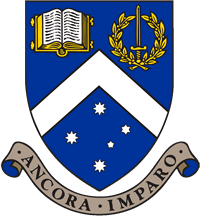 · ANCORA · IMPARO ·